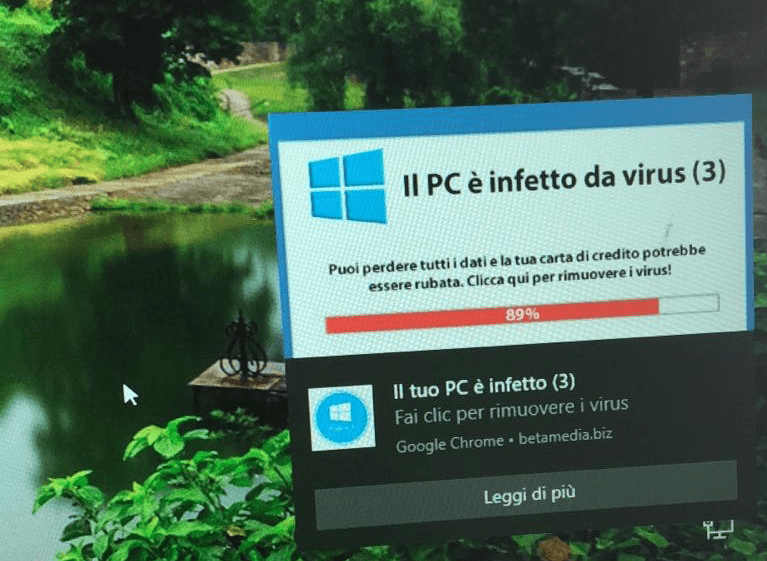 Il PC è infetto da virus (3)
Puoi perdere tutti i dati e la tua carta di credito potrebbe
essere rubata. Clicca qui per rimuovere i virus!
89%
Il tuo PC è infetto (3)
Fai clic per rimuovere i virus
Google Chrome • betamedia.biz
Leggi di più